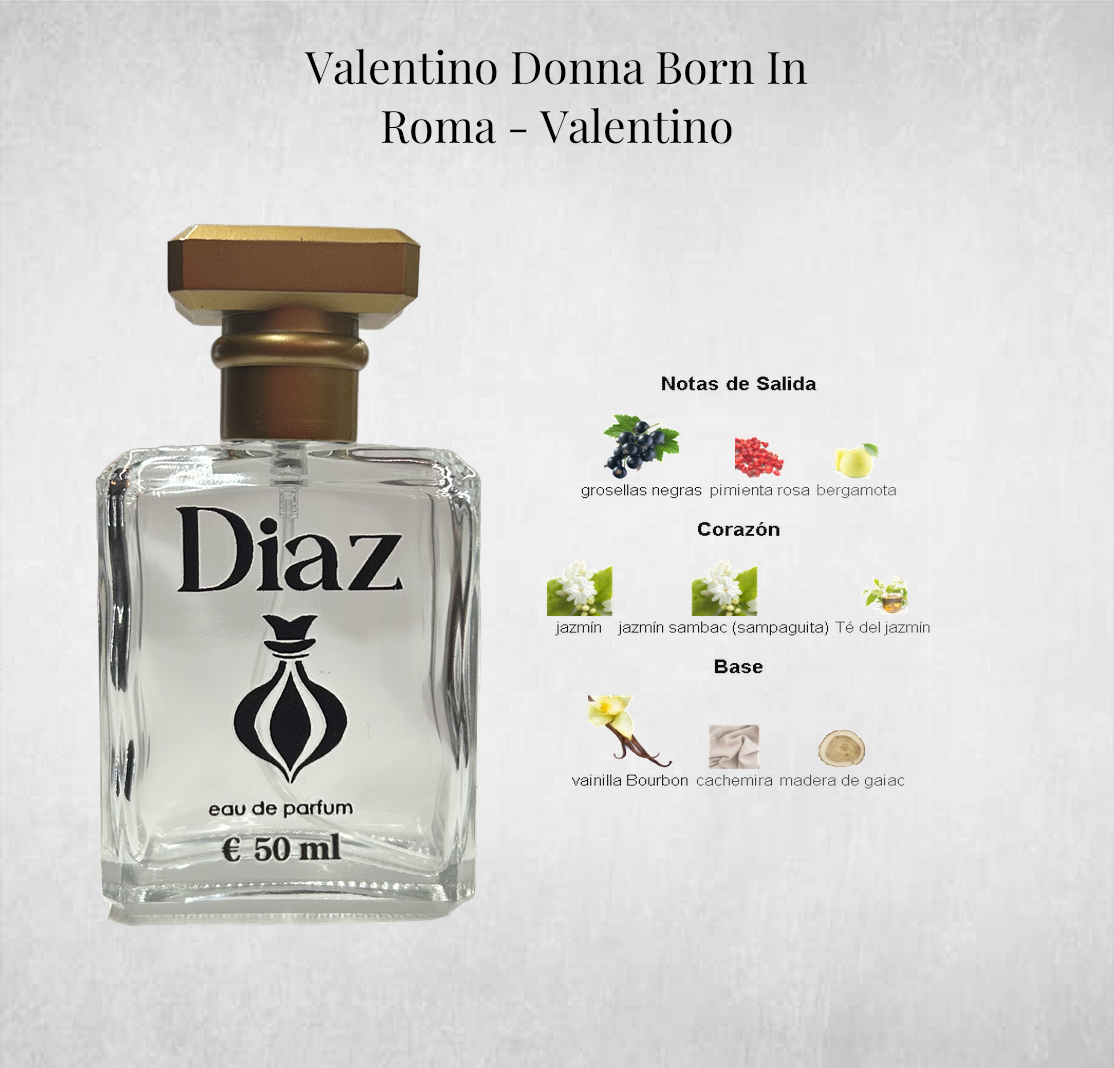 Valentino Donna Born In
Roma - Valentino
Diaz
eau de parfum
€ 50 ml
Notas de Salida
grosellas negras pimienta rosa bergamota
Corazón
jazmín jazmín sambac (sampaguita) Té del jazmín
Base
vainilla Bourbon cachemira madera de gaiac